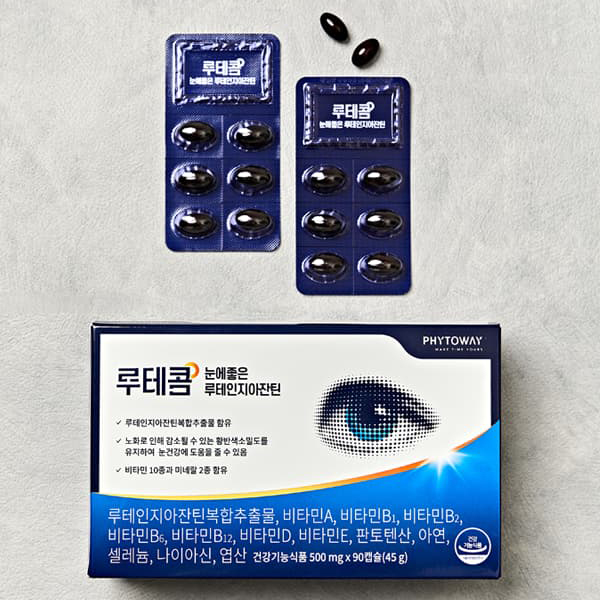 루테콤
눈에좋은 루테인지아잔틴
루테콤
눈에좋은 루테인지아잔틴
PHYTOWAY
MAKE TIME YOURS
루테콤
눈에좋은
루테인지아잔틴
✓ 루테인지아잔틴복합추출물 함유
✓ 노화로 인해 감소될 수 있는 황반색소밀도를
유지하여 눈건강에 도움을 줄 수 있음
✓ 비타민 10종과 미네랄 2종 함유
루테인지아잔틴복합추출물, 비타민A, 비타민B1, 비타민B2,
비타민B6, 비타민B12, 비타민D, 비타민E, 판토텐산, 아연,
셀레늄, 나이아신, 엽산 건강기능식품 500 mg x 90캡슐(45 g)
건강
기능식품